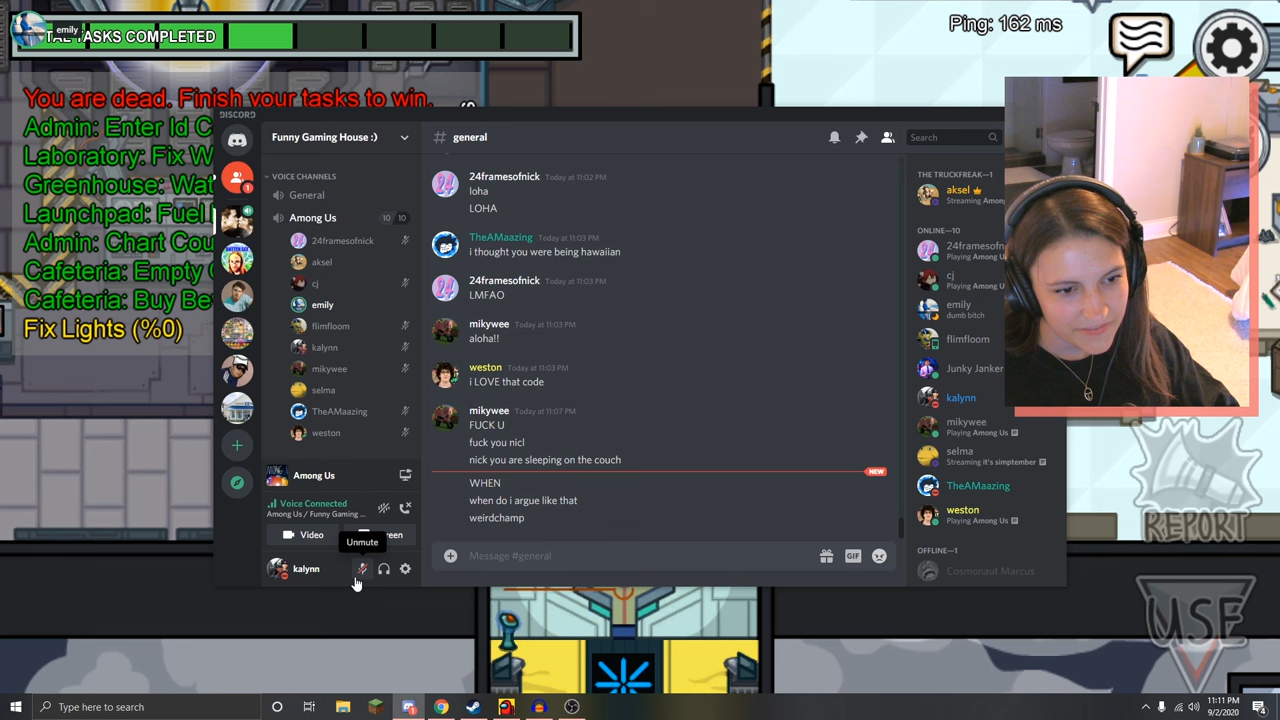 emily
TAL TASKS COMPLETED
Ping: 162 ms
You are dead. Finish your tasks to win.
Admin: Enter Id C
Laboratory: Fix W
Greenhouse: Wat
Launchpad: Fuel
Admin: Chart Cou
Cafeteria: Empty
Cafeteria: Buy Be
Fix Lights (%0)
DISCORD
Funny Gaming House :)
# general
Search
VOICE CHANNELS
General
Among Us 10 10
24framesofnick
aksel
cj
emily
flimfloom
kalynn
mikywee
selma
TheAMaazing
weston
Among Us
Voice Connected
Among Us / Funny Gaming ...
Video
reen
Unmute
kalynn
24framesofnick Today at 11:02 PM
loha
LOHA
TheAMaazing Today at 11:03 PM
i thought you were being hawaiian
24framesofnick Today at 11:03 PM
LMFAO
mikywee Today at 11:03 PM
aloha!!
weston Today at 11:03 PM
i LOVE that code
mikywee Today at 11:07 PM
FUCK U
fuck you nicl
nick you are sleeping on the couch
NEW
WHEN
when do i argue like that
weirdchamp
Message #general
GIF
THE TRUCKFREAK—1
aksel
Streaming Amon
ONLINE—10
24framesofn
Playing Among Us
cj
Playing Among U
emily
dumb bitch
flimfloom
Junky Janker
kalynn
mikywee
Playing Among Us
selma
Streaming it's simptember
TheAMaazing
weston
Playing Among Us
OFFLINE—1
Cosmonaut Marcus
REPORT
USE
Type here to search
11:11 PM
9/2/2020
4